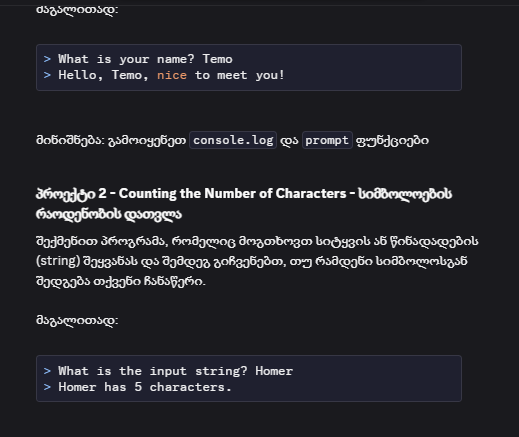 მაგალითად:
> What is your name? Temo
> Hello, Temo, nice to meet you!
მინიშნება: გამოიყენეთ console.log და prompt ფუნქციები
პროექტი 2 - Counting the Number of Characters - სიმბოლოების
რაოდენობის დათვლა
შექმენით პროგრამა, რომელიც მოგთხოვთ სიტყვის ან წინადადების
(string) შეყვანას და შემდეგ გიჩვენებთ, თუ რამდენი სიმბოლოსგან
შედგება თქვენი ჩანაწერი.
მაგალითად:
> What is the input string? Homer
> Homer has 5 characters.